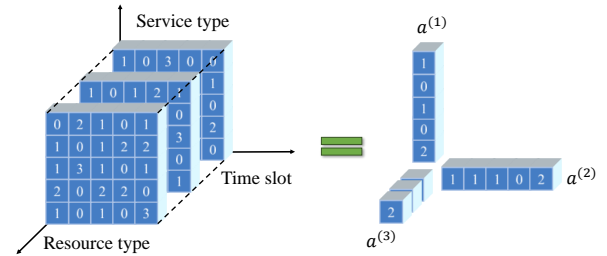 Service type
1 0 3 0 0
1
0
2
0
1 0 1 2 1
0
3
0
1
0 2 1 0 1
1 0 1 2 2
1 3 1 0 1
2 0 2 2 0
1 0 1 0 3
Time slot
Resource type
a⁽¹⁾
1
0
1
0
2
1 1 1 0 2
a⁽²⁾
2
a⁽³⁾